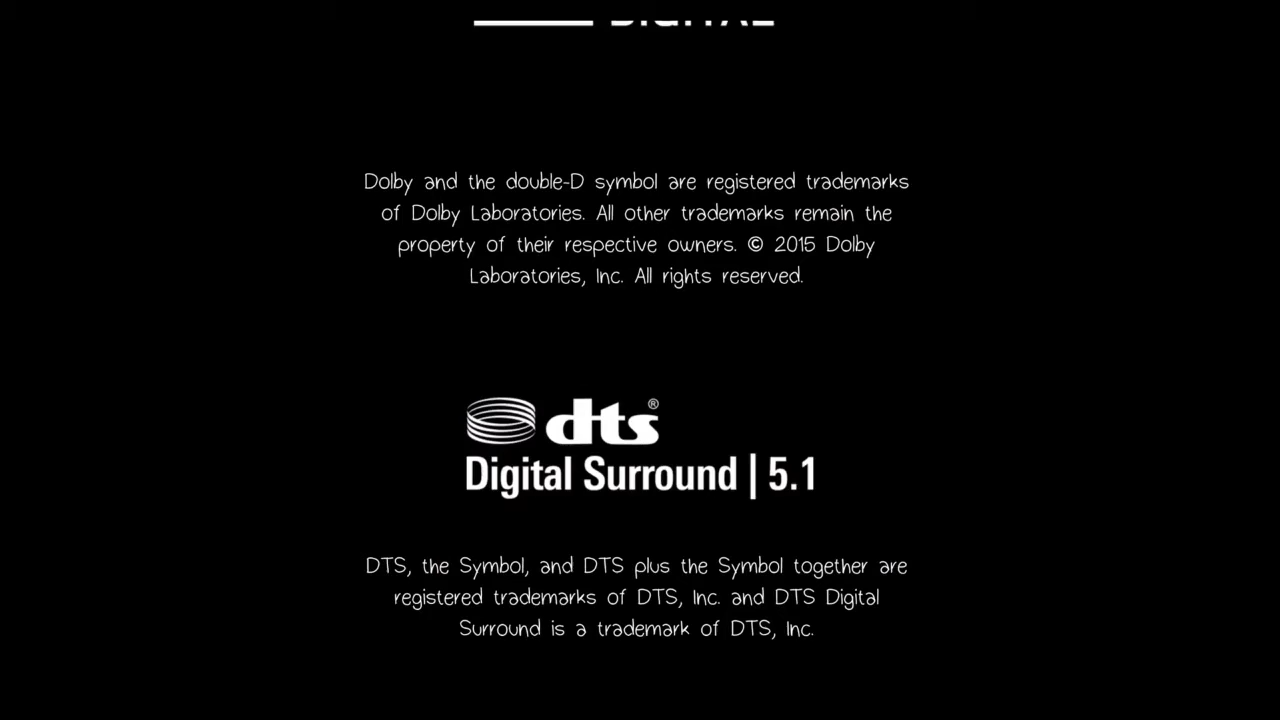 DIGITAL
Dolby and the double-D symbol are registered trademarks
of Dolby Laboratories. All other trademarks remain the
property of their respective owners. © 2015 Dolby
Laboratories, Inc. All rights reserved.
dts®
Digital Surround | 5.1
DTS, the Symbol, and DTS plus the Symbol together are
registered trademarks of DTS, Inc. and DTS Digital
Surround is a trademark of DTS, Inc.